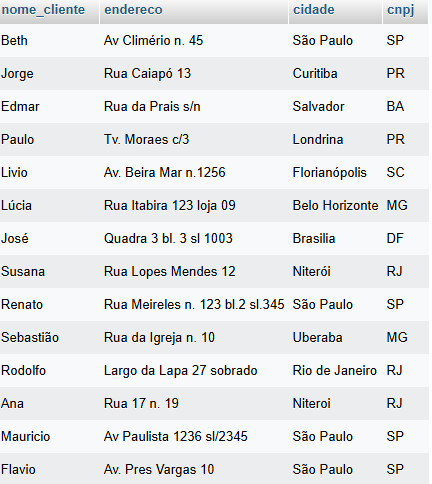 nome_cliente endereco cidade cnpj
Beth Av Climério n. 45 São Paulo SP
Jorge Rua Caiapó 13 Curitiba PR
Edmar Rua da Prais s/n Salvador BA
Paulo Tv. Moraes c/3 Londrina PR
Livio Av. Beira Mar n.1256 Florianópolis SC
Lúcia Rua Itabira 123 loja 09 Belo Horizonte MG
José Quadra 3 bl. 3 sl 1003 Brasilia DF
Susana Rua Lopes Mendes 12 Niterói RJ
Renato Rua Meireles n. 123 bl.2 sl.345 São Paulo SP
Sebastião Rua da Igreja n. 10 Uberaba MG
Rodolfo Largo da Lapa 27 sobrado Rio de Janeiro RJ
Ana Rua 17 n. 19 Niteroi RJ
Mauricio Av Paulista 1236 sl/2345 São Paulo SP
Flavio Av. Pres Vargas 10 São Paulo SP